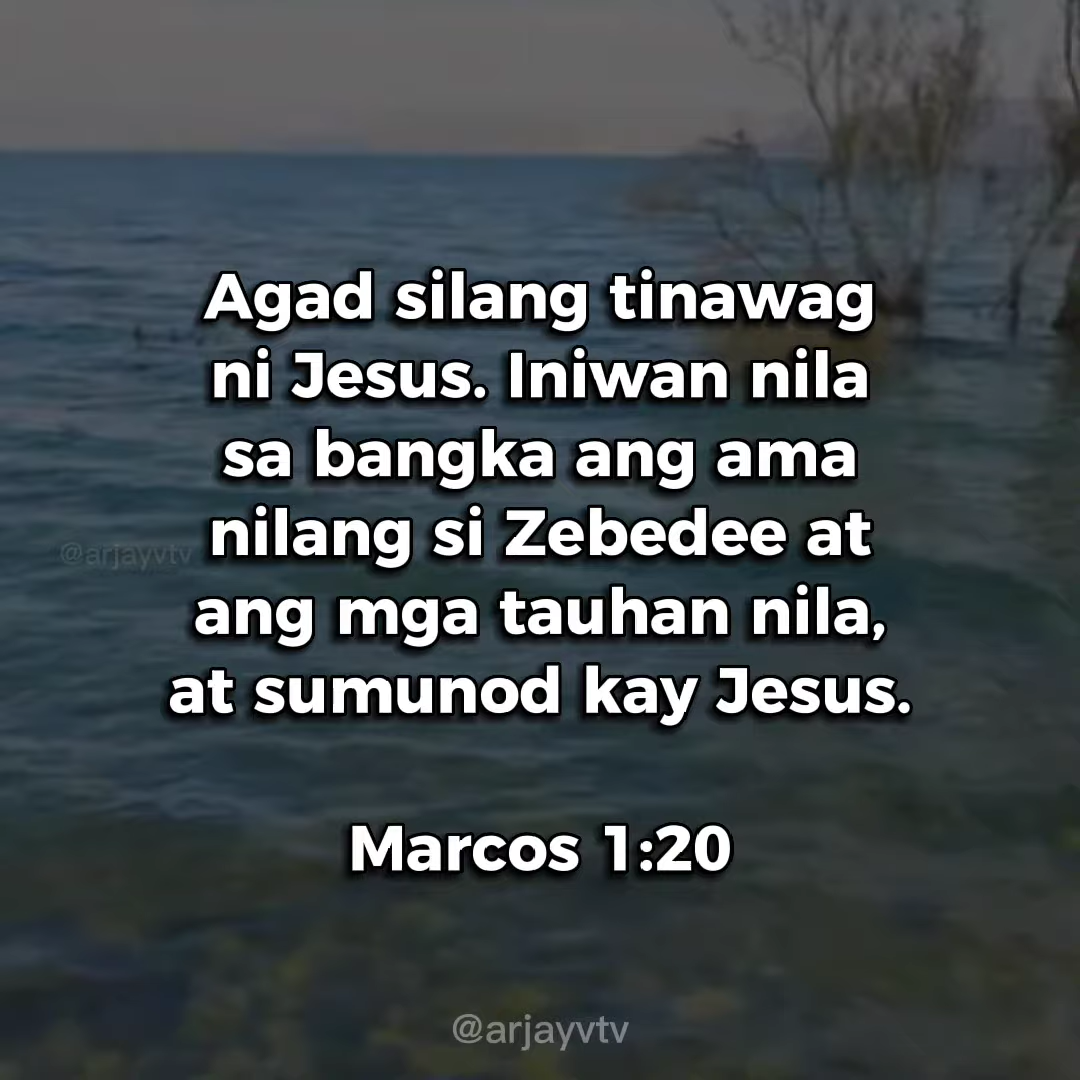 Agad silang tinawag
ni Jesus. Iniwan nila
sa bangka ang ama
nilang si Zebedee at
@arjayvtv
ang mga tauhan nila,
at sumunod kay Jesus.
Marcos 1:20
@arjayvtv